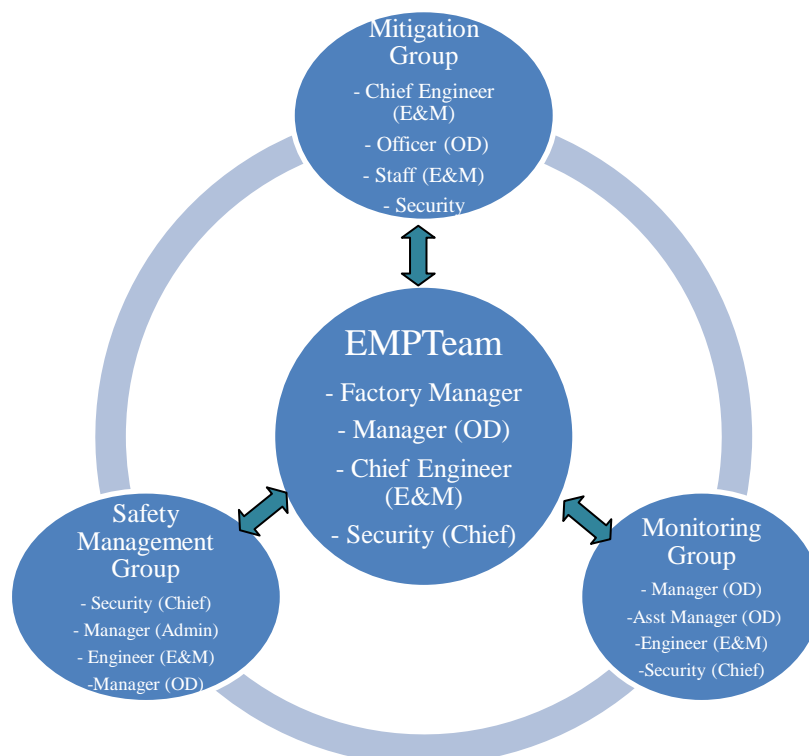 Mitigation
Group
- Chief Engineer
(E&M)
- Officer (OD)
- Staff (E&M)
- Security
EMPTeam
- Factory Manager
- Manager (OD)
- Chief Engineer
(E&M)
- Security (Chief)
Safety
Management
Group
- Security (Chief)
- Manager (Admin)
- Engineer (E&M)
-Manager (OD)
Monitoring
Group
- Manager (OD)
-Asst Manager (OD)
-Engineer (E&M)
-Security (Chief)